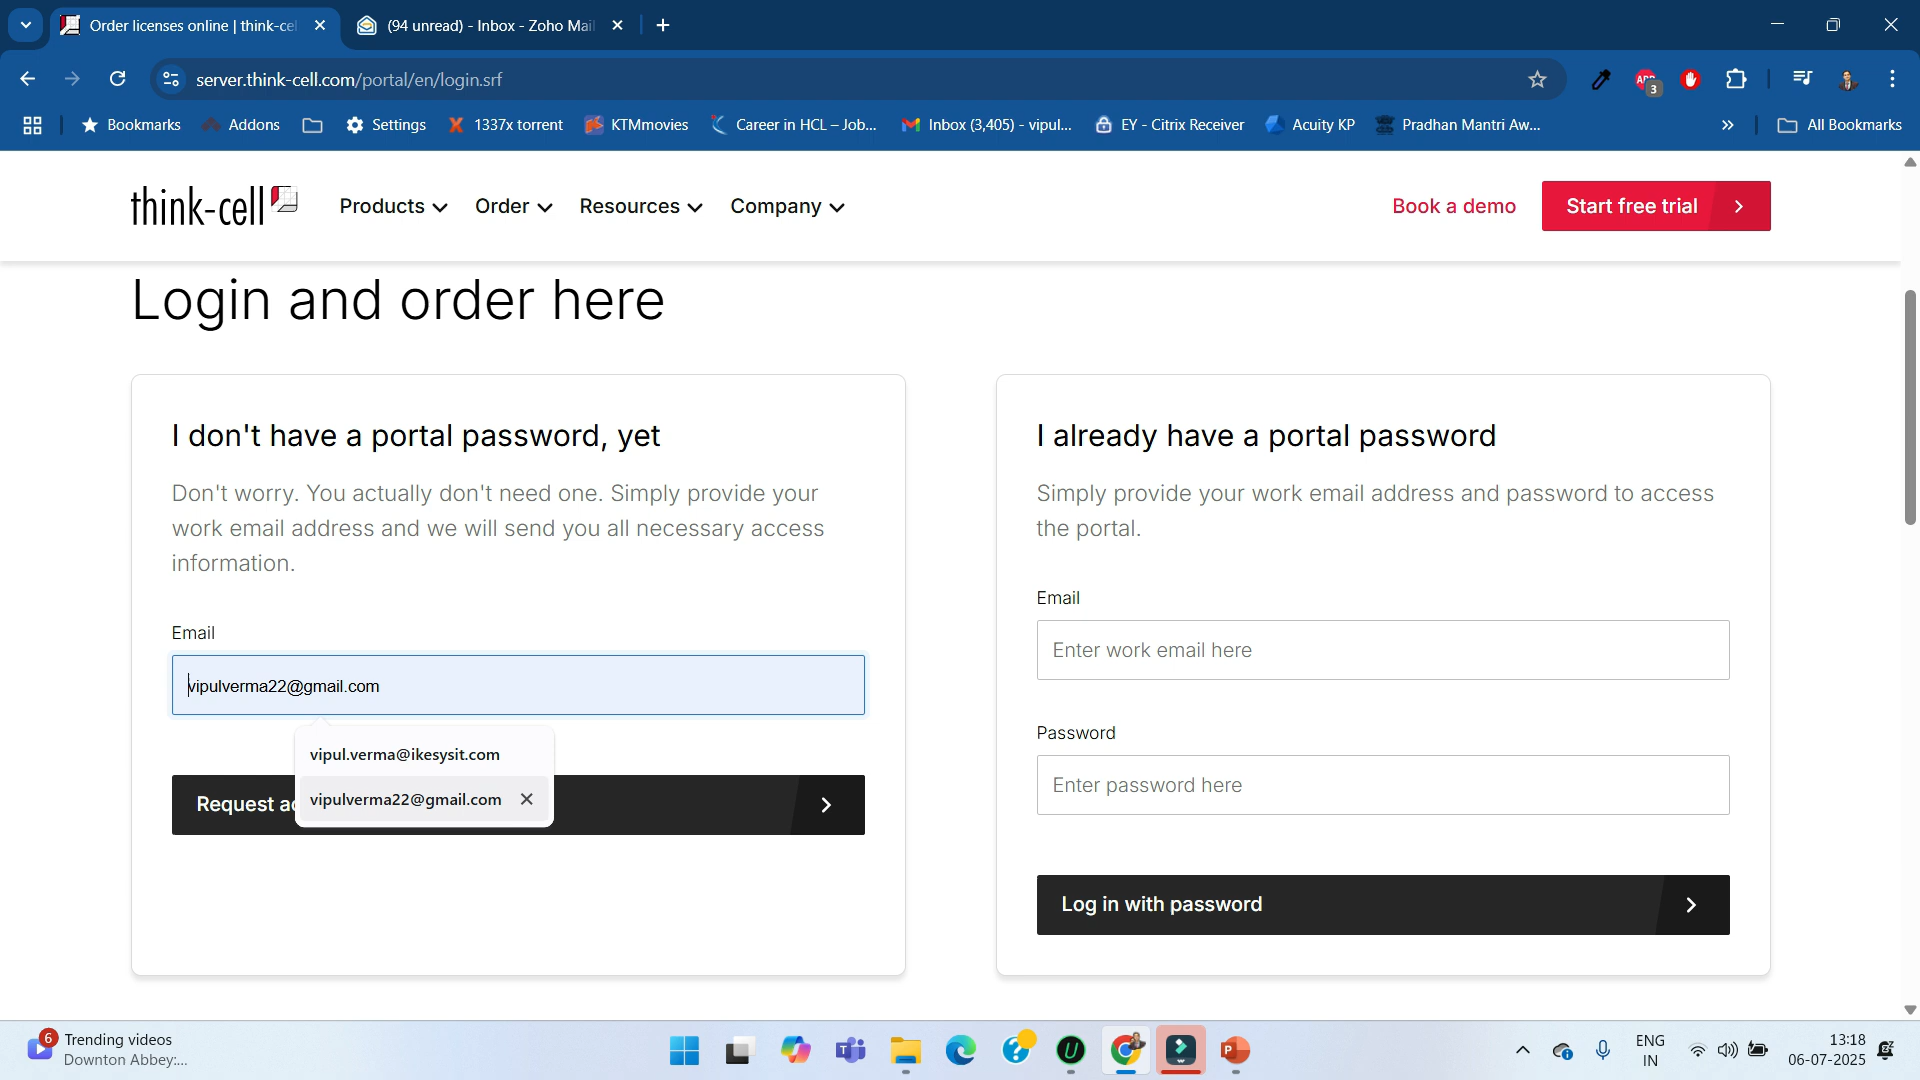 Order licenses online | think-cel
(94 unread) - Inbox - Zoho Mail
server.think-cell.com/portal/en/login.srf
ABP
3
Bookmarks
Addons
Settings
1337x torrent
KTMmovies
Career in HCL – Job...
Inbox (3,405) - vipul...
EY - Citrix Receiver
Acuity KP
Pradhan Mantri Aw...
All Bookmarks
think-cell
Products
Order
Resources
Company
Book a demo
Start free trial
Login and order here
I don't have a portal password, yet
Don't worry. You actually don't need one. Simply provide your
work email address and we will send you all necessary access
information.
Email
vipulverma22@gmail.com
vipul.verma@ikesysit.com
vipulverma22@gmail.com
Request ac
I already have a portal password
Simply provide your work email address and password to access
the portal.
Email
Enter work email here
Password
Enter password here
Log in with password
6
Trending videos
Downton Abbey:...
ENG
IN
13:18
06-07-2025